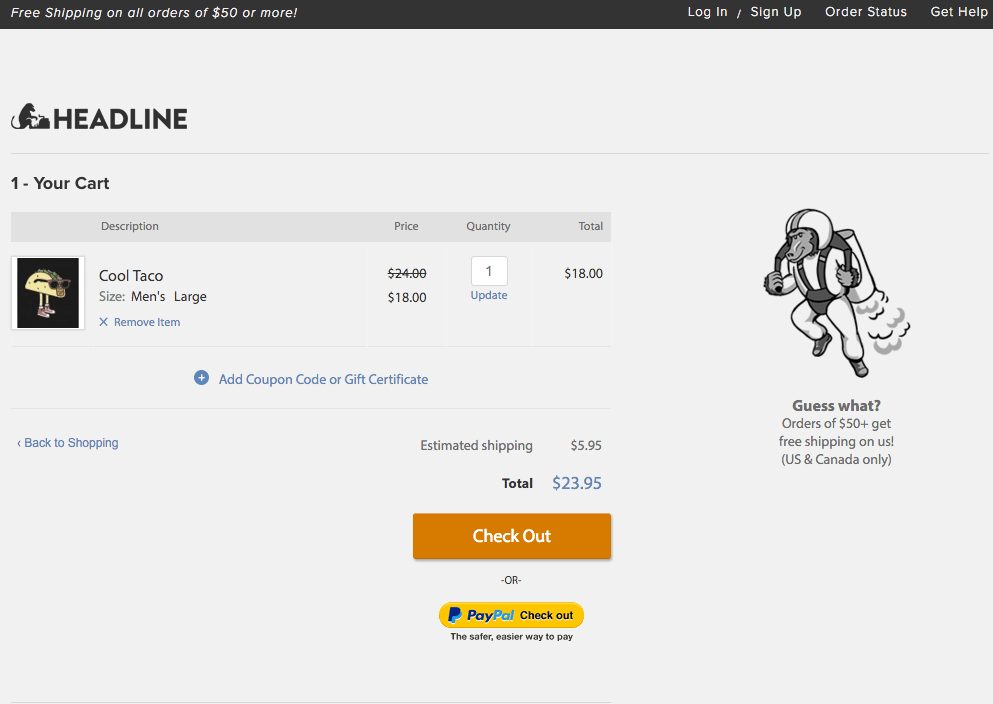 Free Shipping on all orders of $50 or more!
Log In / Sign Up Order Status Get Help
HEADLINE
1 - Your Cart
Description Price Quantity Total
Cool Taco $24.00 1 $18.00
Size: Men's Large $18.00 Update
× Remove Item
+ Add Coupon Code or Gift Certificate
Guess what?
Orders of $50+ get
free shipping on us!
(US & Canada only)
‹ Back to Shopping Estimated shipping $5.95
Total $23.95
Check Out
-OR-
PayPal Check out
The safer, easier way to pay